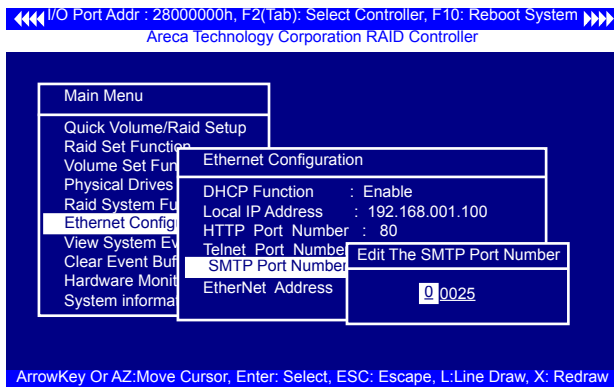 I/O Port Addr : 28000000h, F2(Tab): Select Controller, F10: Reboot System
Areca Technology Corporation RAID Controller
Main Menu
Quick Volume/Raid Setup
Raid Set Function
Volume Set Fun
Physical Drives
Raid System Fu
Ethernet Config
View System Ev
Clear Event Buf
Hardware Monit
System informa
Ethernet Configuration
DHCP Function : Enable
Local IP Address : 192.168.001.100
HTTP Port Number : 80
Telnet Port Numbe
SMTP Port Number
EtherNet Address
Edit The SMTP Port Number
0 0025
ArrowKey Or AZ:Move Cursor, Enter: Select, ESC: Escape, L:Line Draw, X: Redraw